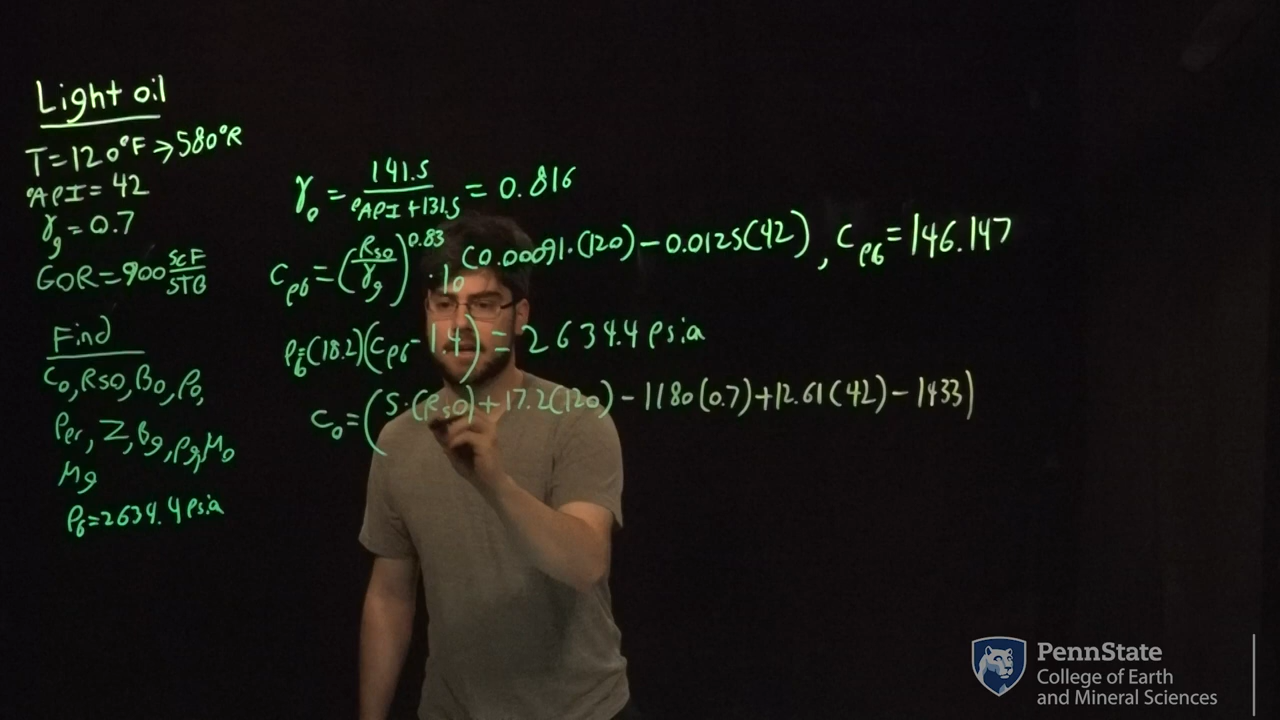 Light oil
T=120°F→580°R
°API=42
γg=0.7
GOR=900 SCF/STB
Find
Co, Rso, Bo, ρo,
Per, Z, Bg, ρg, μo
μg
Pb=2634.4 Psia
γo = 141.5/(°API+131.5) = 0.816
Cpb = (Rso/γg)^0.83 · 10^(0.00091·(120) − 0.0125(42)), Cpb = 146.147
Pb=(18.2)(Cpb − 1.4) = 2634.4 psia
Co = (5·(Rso) + 17.2(120) − 1180(0.7) + 12.61(42) − 1433)
PennState
College of Earth
and Mineral Sciences